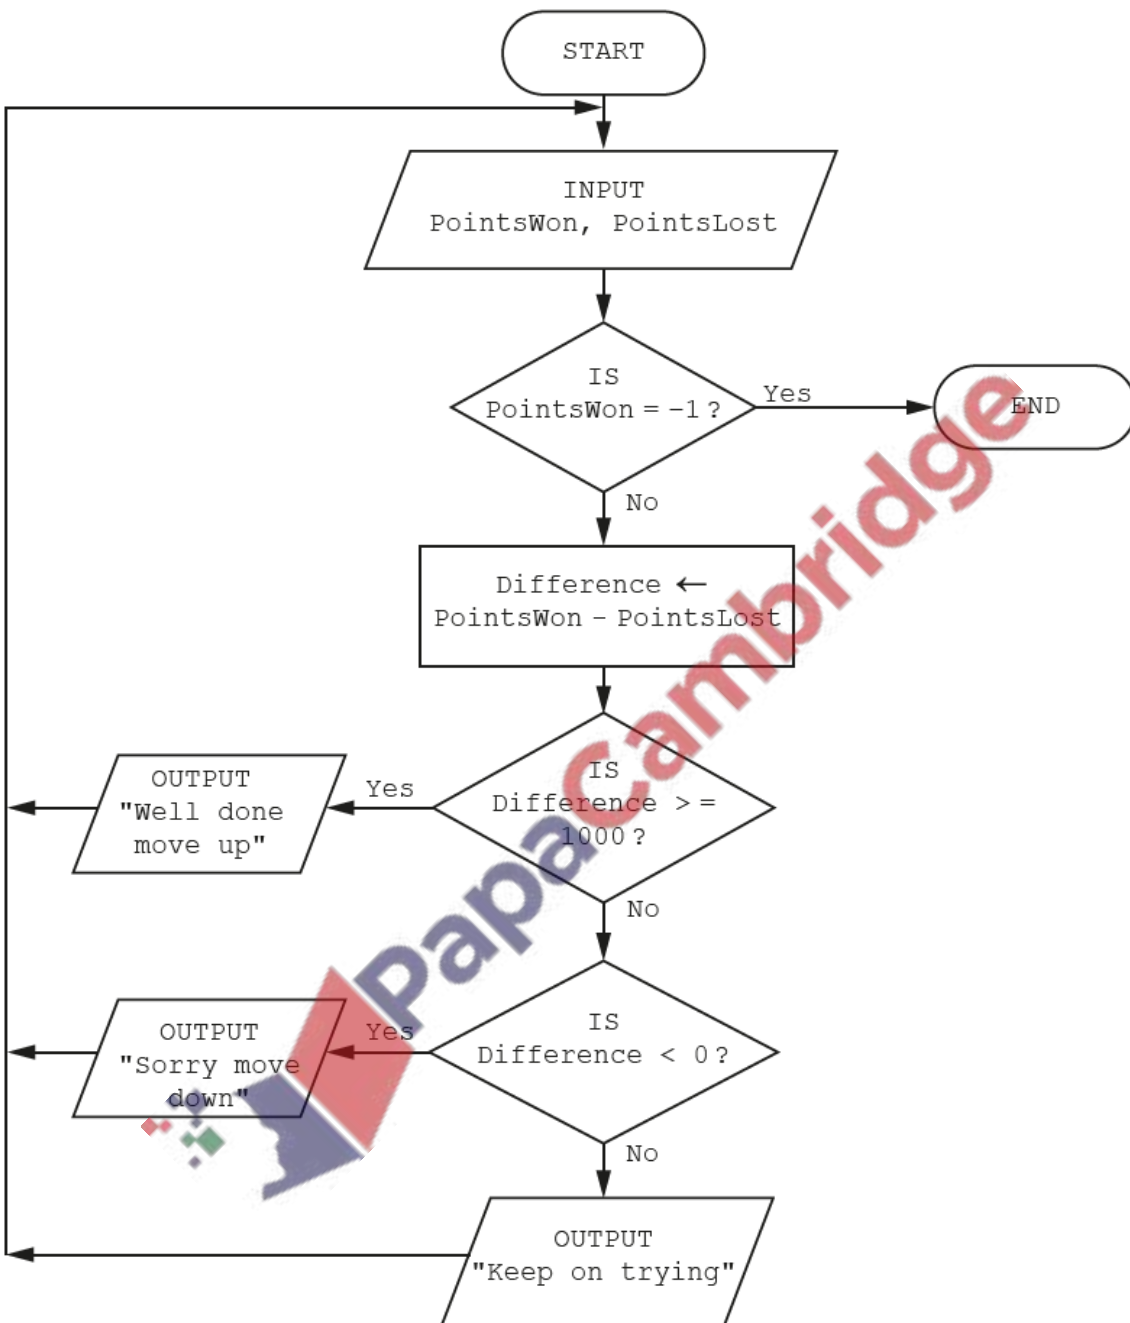 START
INPUT
PointsWon, PointsLost
IS
PointsWon = –1?
Yes
END
No
Difference ←
PointsWon – PointsLost
IS
Difference >=
1000?
Yes
OUTPUT
"Well done
move up"
No
IS
Difference < 0?
Yes
OUTPUT
"Sorry move
down"
No
OUTPUT
"Keep on trying"
PapaCambridge